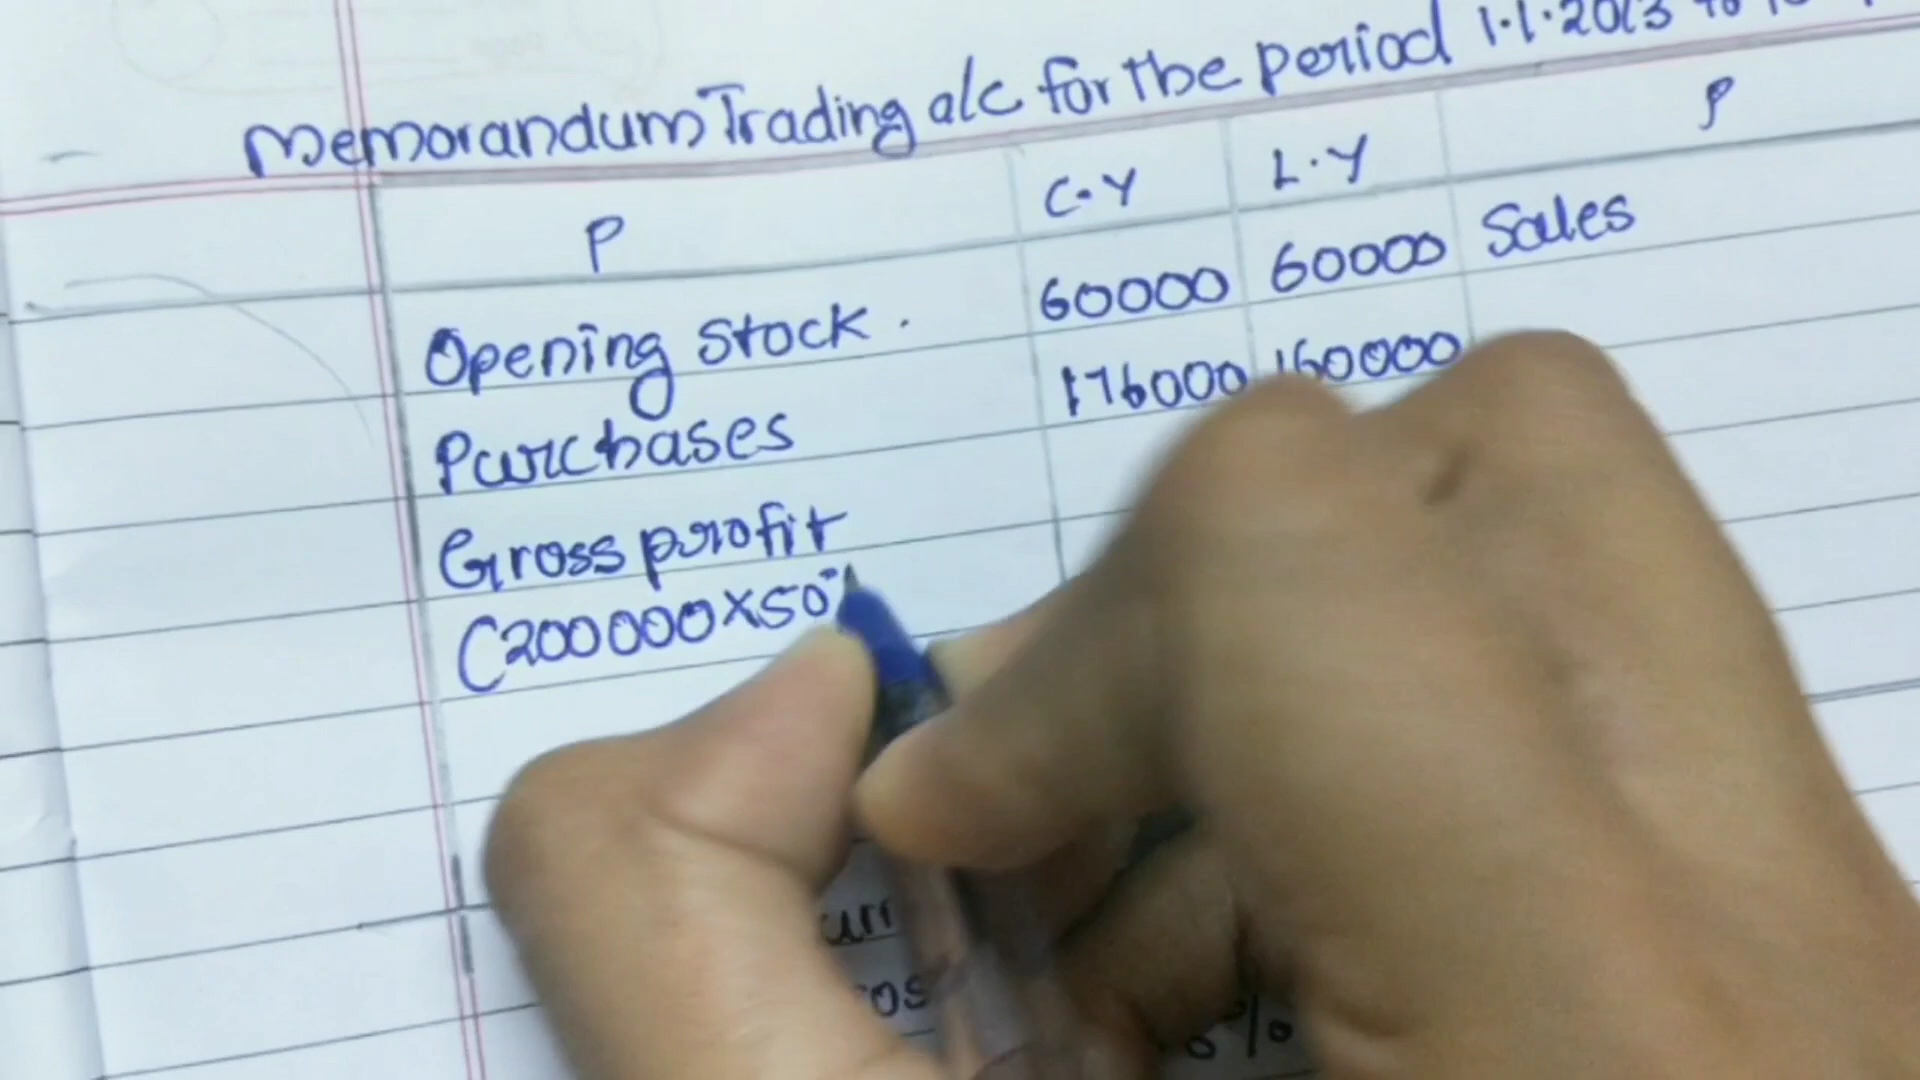 Memorandum Trading a/c for the period 1.1.2013 to
P C.Y L.Y P
Opening stock. 60000 60000 Sales
Purchases 176000 160000
Gross profit
(200000X50%